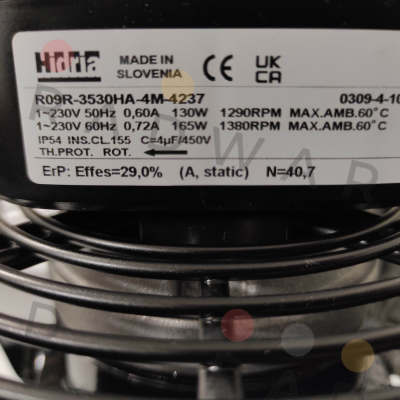 Hidria
MADE IN
SLOVENIA
CE
UK
CA
R09R-3530HA-4M-4237 0309-4-10
1~230V 50Hz 0,60A 130W 1290RPM MAX.AMB.60°C
1~230V 60Hz 0,72A 165W 1380RPM MAX.AMB.60°C
IP54 INS.CL.155 C=4µF/450V
TH.PROT. ROT. ←
ErP: Effes=29,0% (A, static) N=40,7